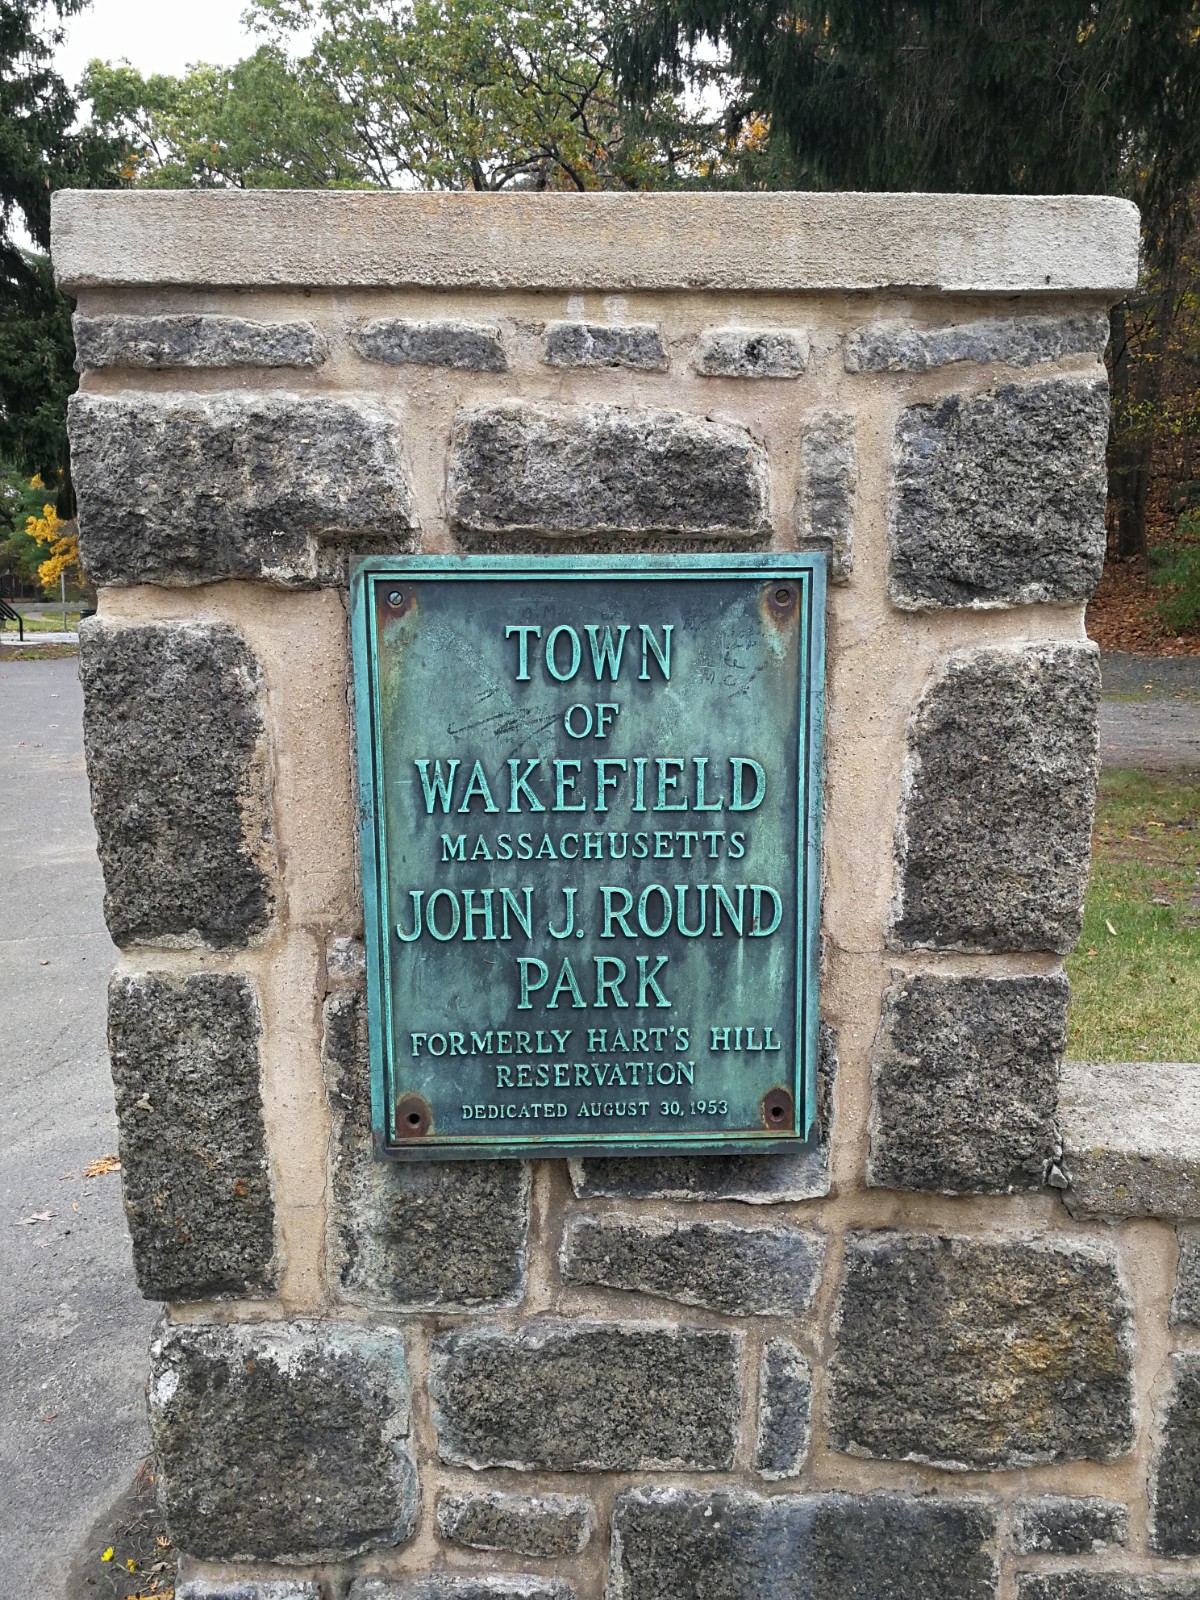 TOWN
OF
WAKEFIELD
MASSACHUSETTS
JOHN J. ROUND
PARK
FORMERLY HART'S HILL
RESERVATION
DEDICATED AUGUST 30, 1953